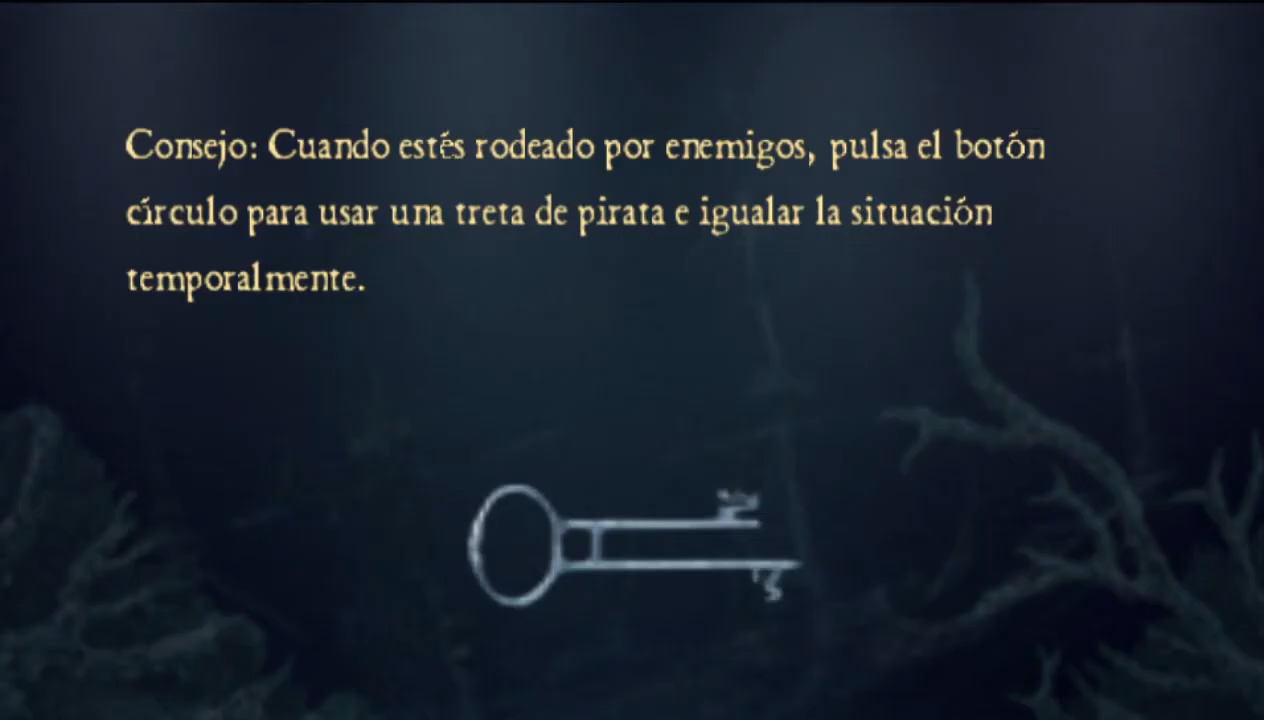 Consejo: Cuando estés rodeado por enemigos, pulsa el botón
círculo para usar una treta de pirata e igualar la situación
temporalmente.